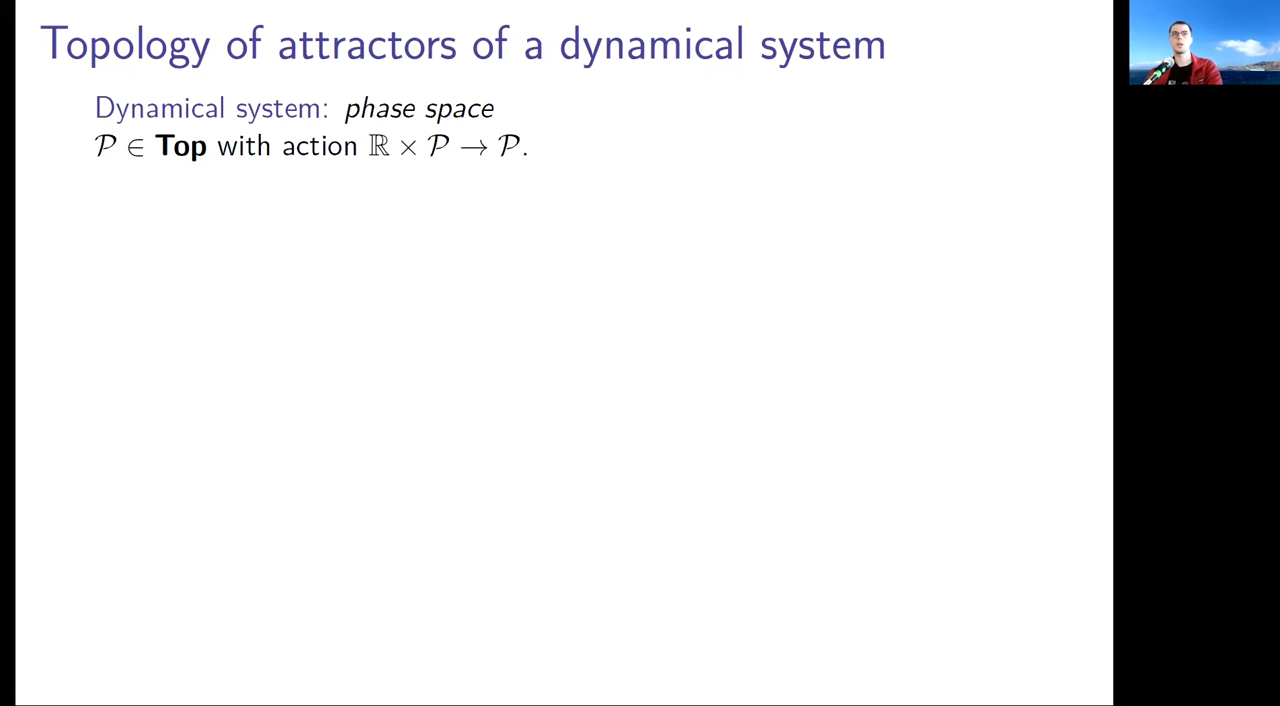 Topology of attractors of a dynamical system
Dynamical system: phase space
𝒫 ∈ Top with action ℝ × 𝒫 → 𝒫.